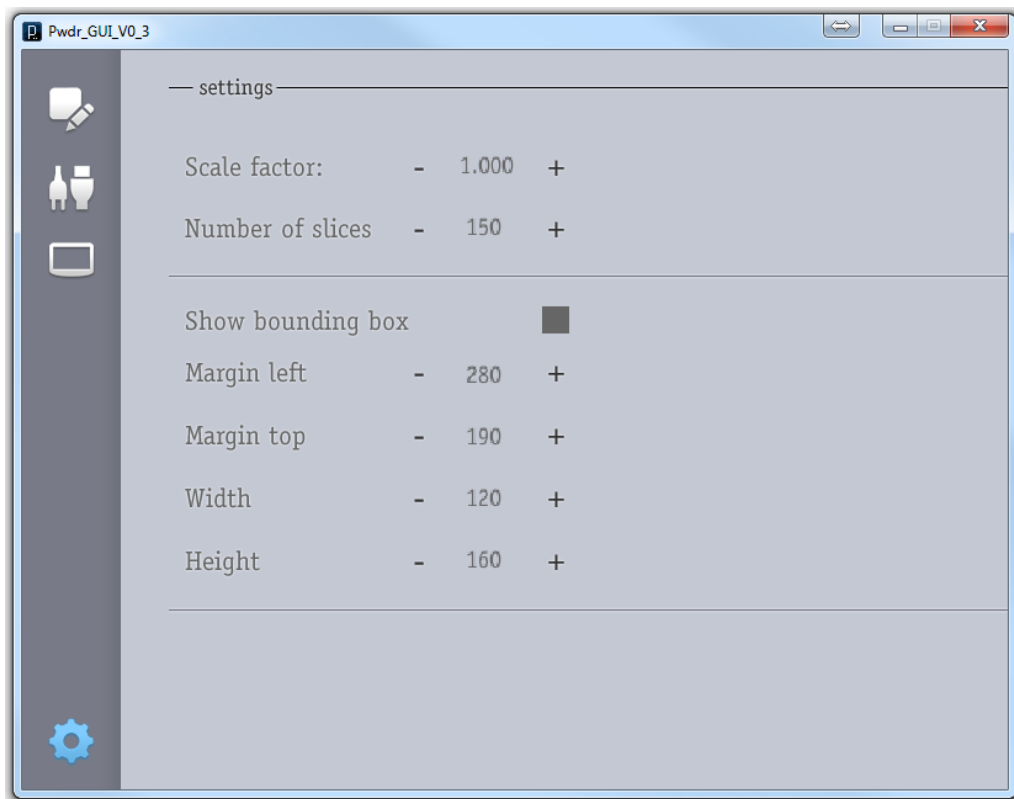 Pwdr_GUI_V0_3
settings
Scale factor: - 1.000 +
Number of slices - 150 +
Show bounding box
Margin left - 280 +
Margin top - 190 +
Width - 120 +
Height - 160 +